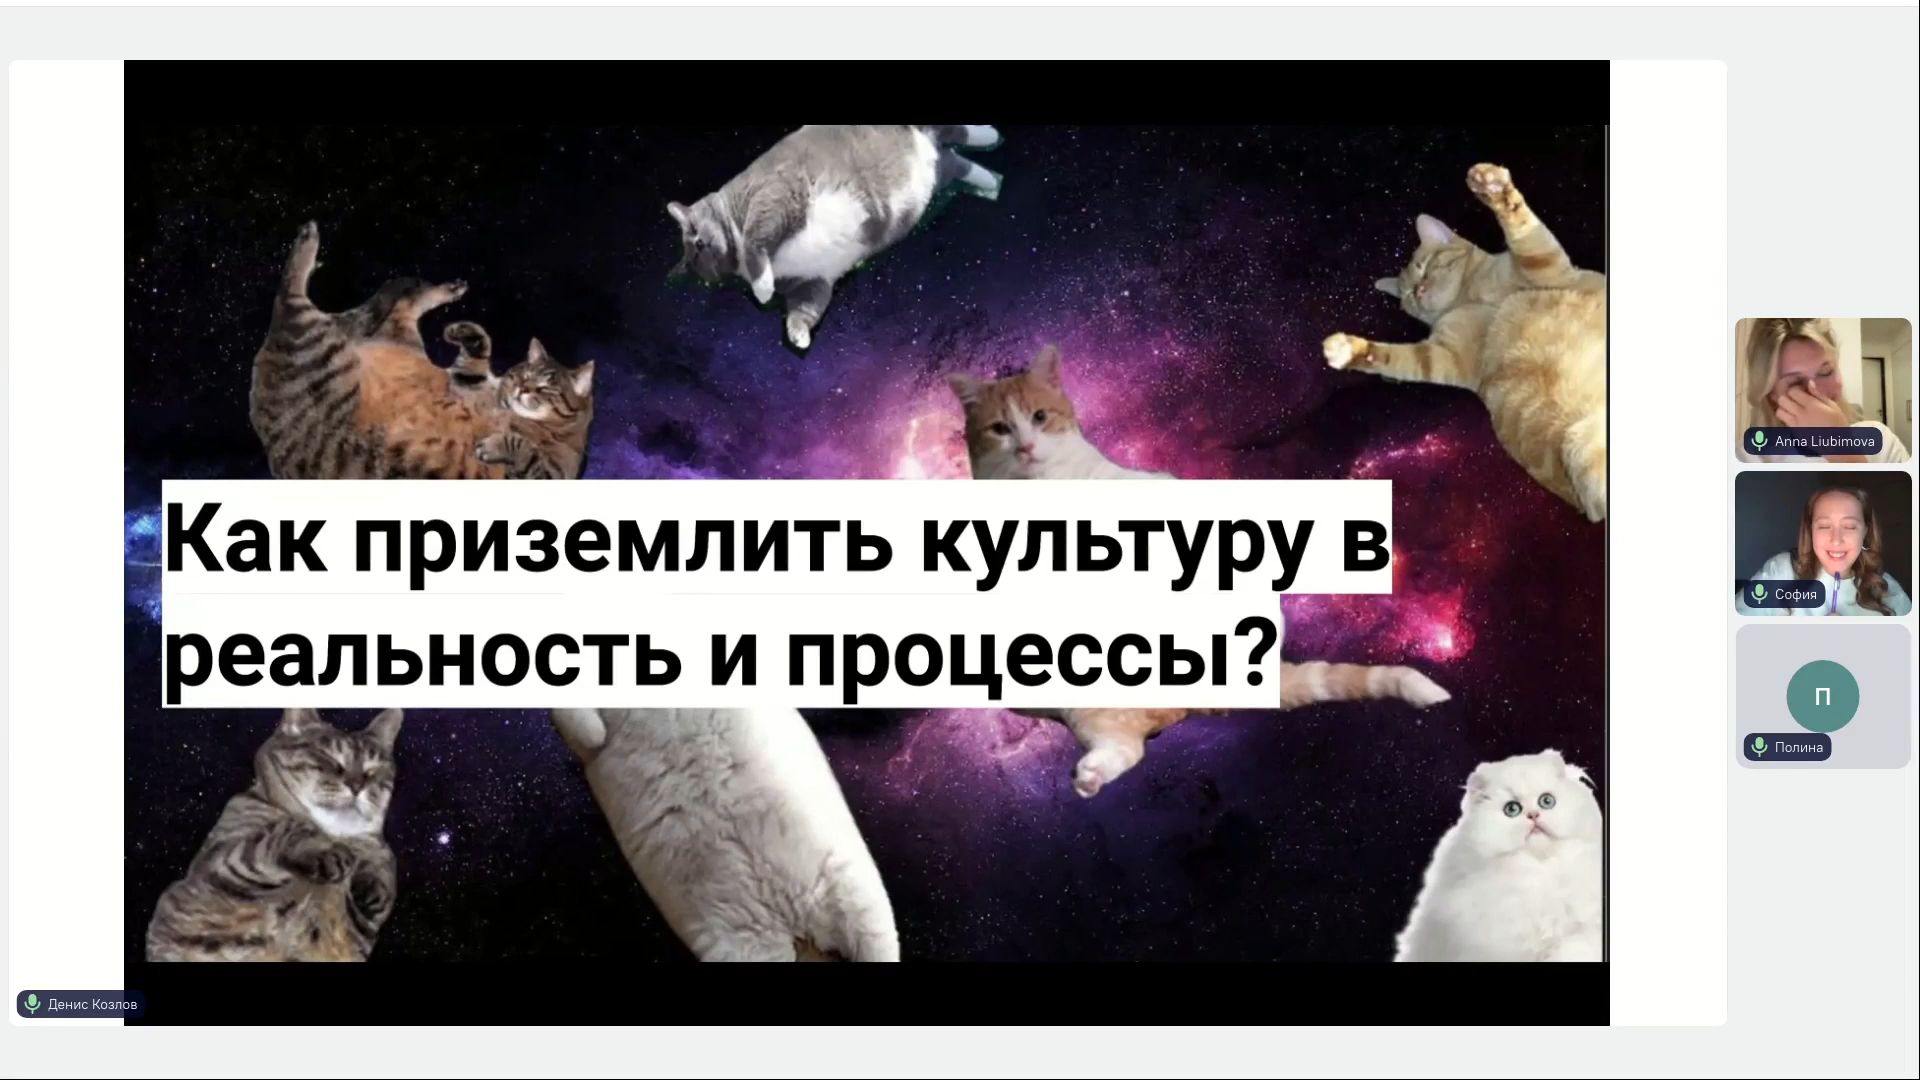 Как приземлить культуру в
реальность и процессы?
Anna Liubimova
София
П
Полина
Денис Козлов